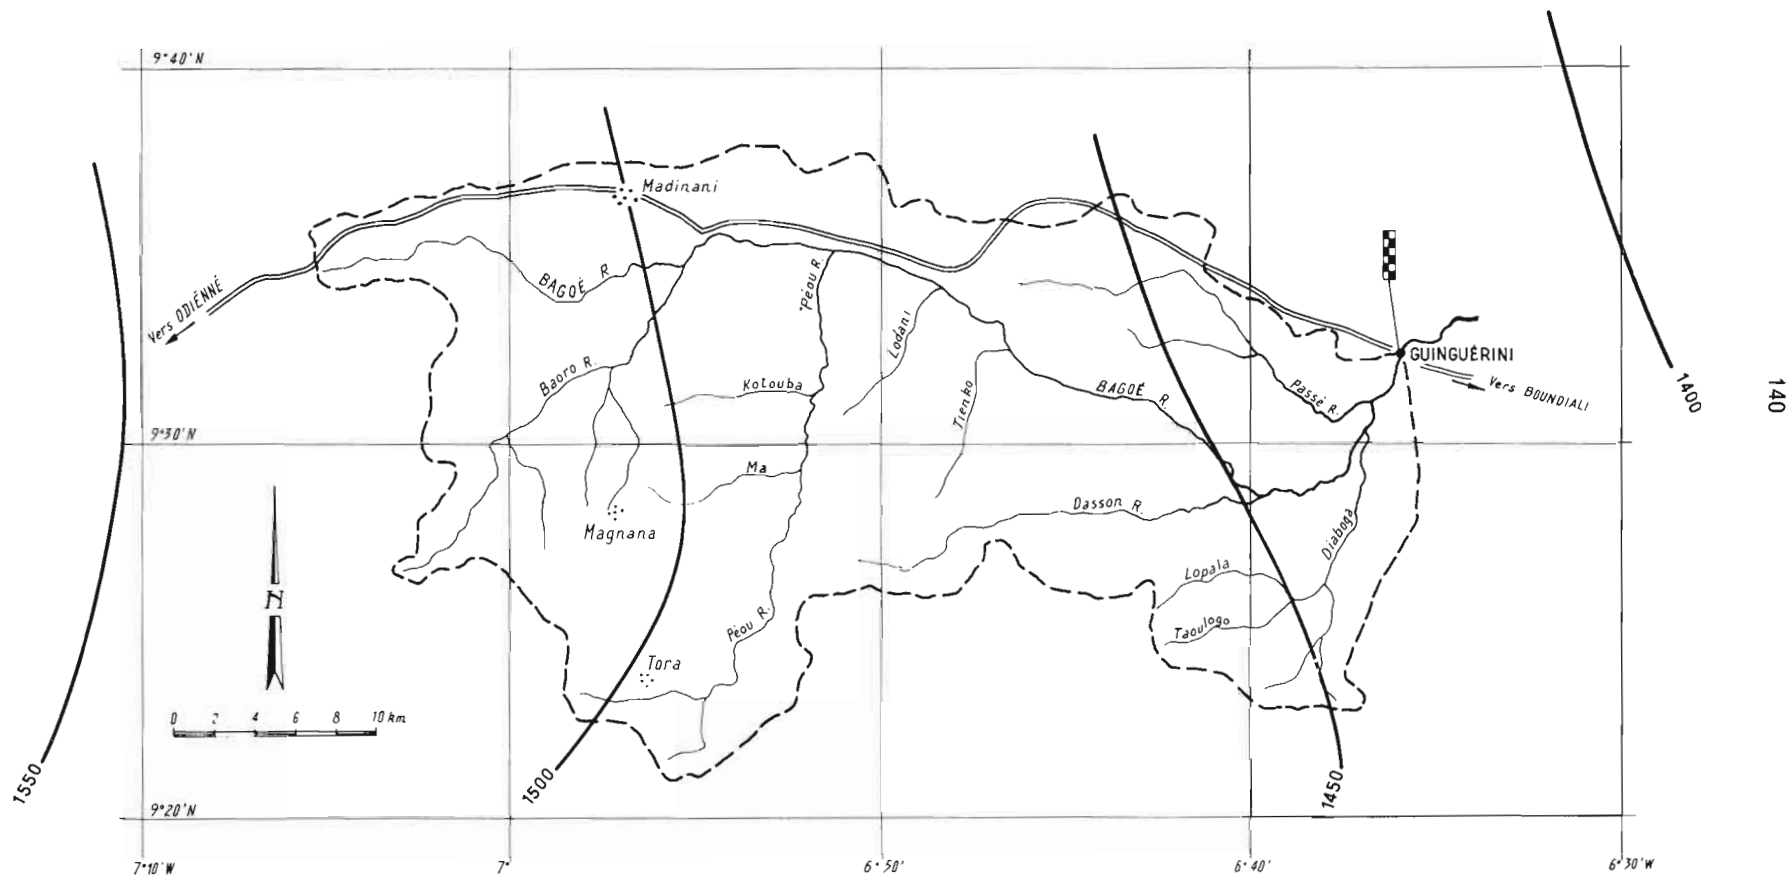 9°40'N
Madinani
Vers ODIÉNNÉ
BAGOÉ R.
Péou R.
Lodani
GUINGUÉRINI
Vers BOUNDIALI
1400
140
Baoro R.
Kotouba
Tienko
BAGOÉ R.
Passé R.
9°30'N
Ma
Magnana
Dasson R.
Diaboga
Lopala
Taoulogo
N
Péou R.
Tora
0 2 4 6 8 10 km
1550
1500
1450
9°20'N
7°10'W
7°
6°50'
6°40'
6°30'W